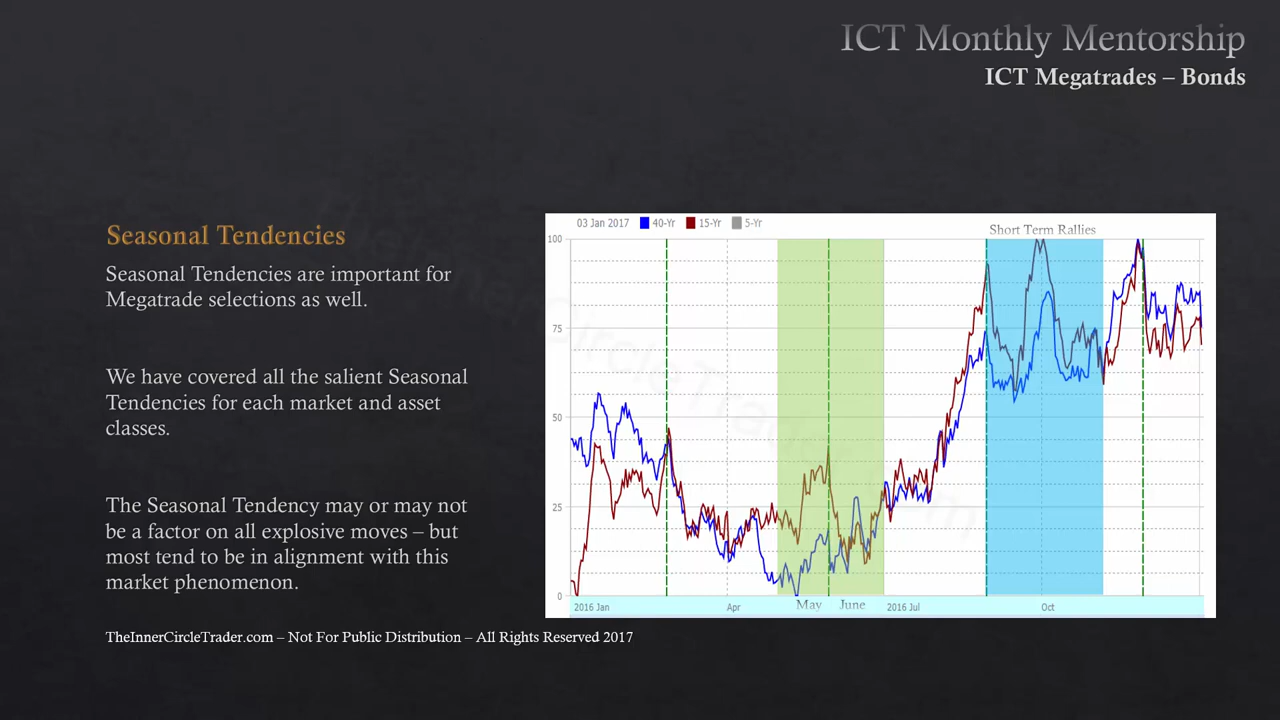 ICT Monthly Mentorship
ICT Megatrades – Bonds
Seasonal Tendencies
Seasonal Tendencies are important for
Megatrade selections as well.
We have covered all the salient Seasonal
Tendencies for each market and asset
classes.
The Seasonal Tendency may or may not
be a factor on all explosive moves – but
most tend to be in alignment with this
market phenomenon.
03 Jan 2017 40-Yr 15-Yr 5-Yr
Short Term Rallies
100
75
50
25
0
2016 Jan Apr May June 2016 Jul Oct
TheInnerCircleTrader.com – Not For Public Distribution – All Rights Reserved 2017